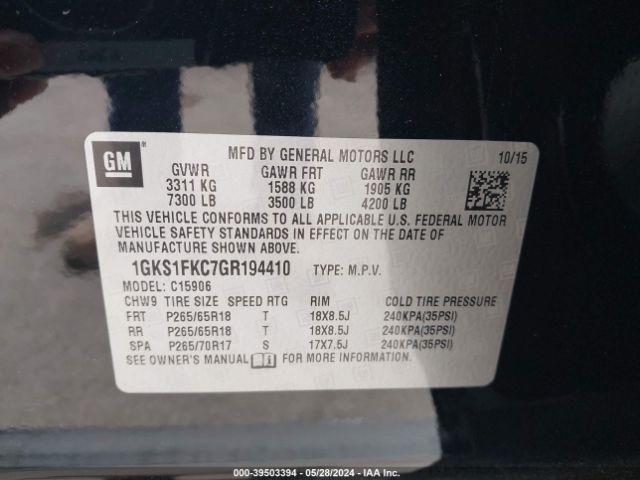 GM
MFD BY GENERAL MOTORS LLC 10/15
GVWR GAWR FRT GAWR RR
3311 KG 1588 KG 1905 KG
7300 LB 3500 LB 4200 LB
THIS VEHICLE CONFORMS TO ALL APPLICABLE U.S. FEDERAL MOTOR
VEHICLE SAFETY STANDARDS IN EFFECT ON THE DATE OF
MANUFACTURE SHOWN ABOVE.
1GKS1FKC7GR194410 TYPE: M.P.V.
MODEL: C15906
CHW9 TIRE SIZE SPEED RTG RIM COLD TIRE PRESSURE
FRT P265/65R18 T 18X8.5J 240KPA(35PSI)
RR P265/65R18 T 18X8.5J 240KPA(35PSI)
SPA P265/70R17 S 17X7.5J 240KPA(35PSI)
SEE OWNER'S MANUAL FOR MORE INFORMATION.
000-39503394 - 05/28/2024 - IAA Inc.